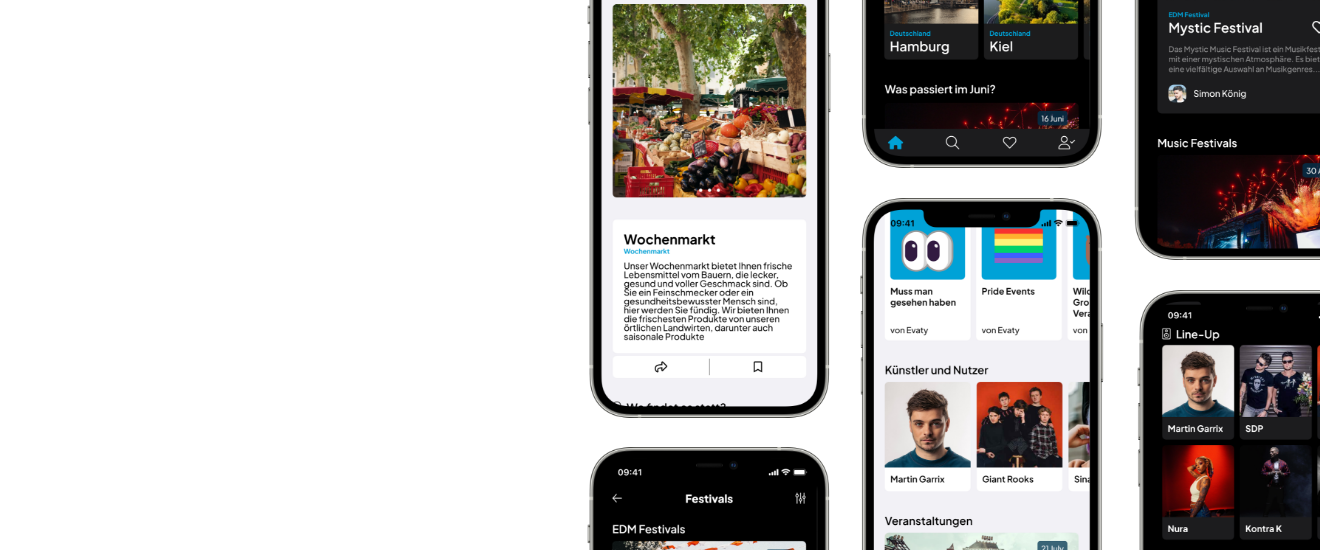 Wochenmarkt
Wochenmarkt
Unser Wochenmarkt bietet Ihnen frische
Lebensmittel vom Bauern, die lecker,
gesund und voller Geschmack sind. Ob
Sie ein Feinschmecker oder ein
gesundheitsbewusster Mensch sind,
hier werden Sie fündig. Wir bieten Ihnen
die frischesten Produkte von unseren
örtlichen Landwirten, darunter auch
saisonale Produkte
Wo findet es statt?
09:41
Festivals
EDM Festivals
Deutschland
Hamburg
Deutschland
Kiel
Was passiert im Juni?
16 Juni
09:41
Muss man
gesehen haben
von Evaty
Pride Events
von Evaty
Wild
Gro
Vera
von
Künstler und Nutzer
Martin Garrix
Giant Rooks
Sina
Veranstaltungen
21 July
EDM Festival
Mystic Festival
Das Mystic Music Festival ist ein Musikfest
mit einer mystischen Atmosphäre. Es biet
eine vielfältige Auswahl an Musikgenres...
Simon König
Music Festivals
30
09:41
Line-Up
Martin Garrix
SDP
Nura
Kontra K